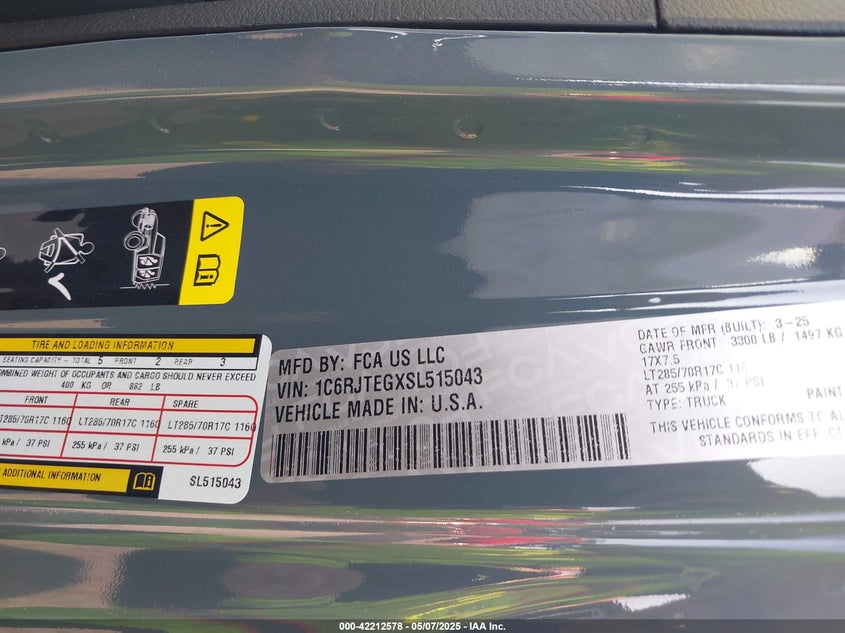 TIRE AND LOADING INFORMATION
SEATING CAPACITY - TOTAL 5 FRONT 2 REAR 3
COMBINED WEIGHT OF OCCUPANTS AND CARGO SHOULD NEVER EXCEED
400 KG OR 882 LB
FRONT REAR SPARE
LT285/70R17C 116Q LT285/70R17C 116Q LT285/70R17C 116Q
kPa / 37 PSI 255 kPa / 37 PSI 255 kPa / 37 PSI
ADDITIONAL INFORMATION
SL515043
MFD BY: FCA US LLC
VIN: 1C6RJTEGXSL515043
VEHICLE MADE IN: U.S.A.
DATE OF MFR (BUILT): 3-25
GAWR FRONT: 3300 LB / 1497 KG
17X7.5
LT285/70R17C 116
AT 255 kPa / 37 PSI
TYPE: TRUCK PAINT
THIS VEHICLE CONFORMS TO AL
STANDARDS IN EFF
000-42212578 - 05/07/2025 - IAA Inc.